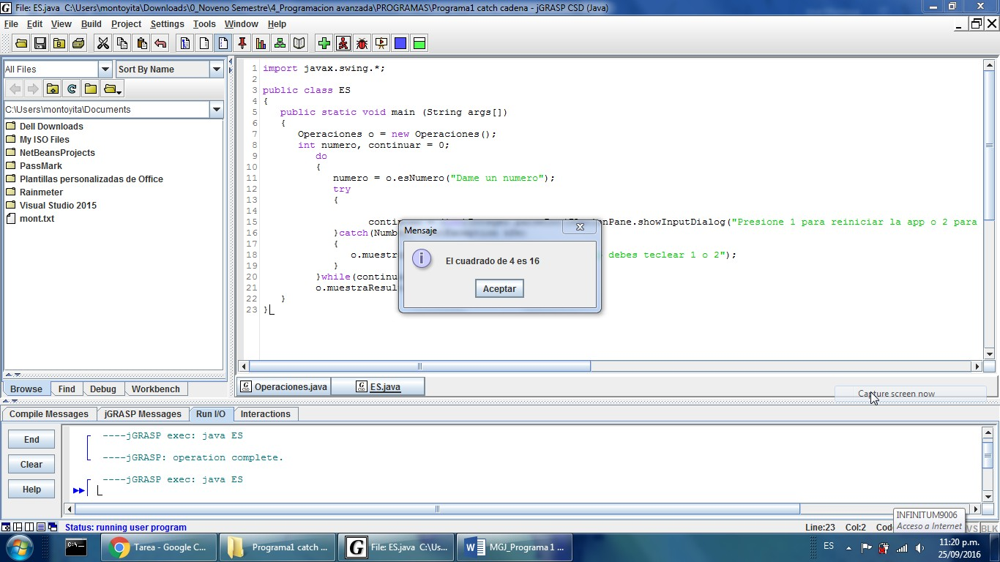 File: ES.java C:\Users\montoyita\Downloads\0_Noveno Semestre\4_Programacion avanzada\PROGRAMAS\Programa1 catch cadena - jGRASP CSD (Java)
File Edit View Build Project Settings Tools Window Help
All Files Sort By Name
C:\Users\montoyita\Documents
Dell Downloads
My ISO Files
NetBeansProjects
PassMark
Plantillas personalizadas de Office
Rainmeter
Visual Studio 2015
mont.txt
Browse Find Debug Workbench
1 import javax.swing.*;
2
3 public class ES
4 {
5 public static void main (String args[])
6 {
7 Operaciones o = new Operaciones();
8 int numero, continuar = 0;
9 do
10 {
11 numero = o.esNumero("Dame un numero");
12 try
13 {
14
15 conti Pane.showInputDialog("Presione 1 para reiniciar la app o 2 para
16 }catch(Numb
17 {
18 o.muestr debes teclear 1 o 2");
19 }
20 }while(continu
21 o.muestraResul
22 }
23 }
Mensaje
El cuadrado de 4 es 16
Aceptar
Operaciones.java ES.java
Capture screen now
Compile Messages jGRASP Messages Run I/O Interactions
End
Clear
Help
----jGRASP exec: java ES
----jGRASP: operation complete.
----jGRASP exec: java ES
Status: running user program
Line:23 Col:2 Cod VS BLK
INFINITUM9006
Acceso a Internet
Tarea - Google C...
Programa1 catch ...
File: ES.java C:\Us...
MGJ_Programa 1 ...
ES
11:20 p.m.
25/09/2016